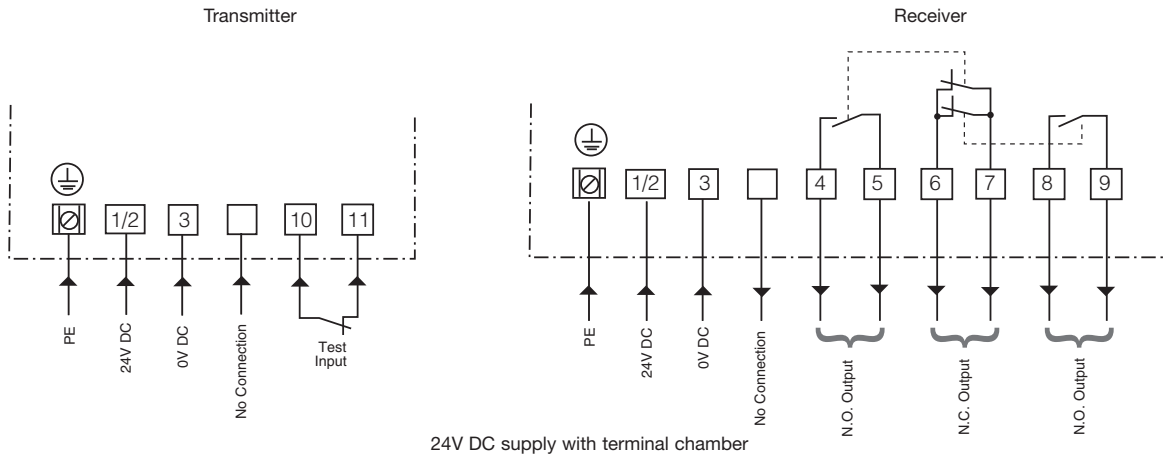 Transmitter
Receiver
1/2
3
10
11
PE
24V DC
0V DC
No Connection
Test
Input
1/2
3
4
5
6
7
8
9
PE
24V DC
0V DC
No Connection
N.O. Output
N.C. Output
N.O. Output
24V DC supply with terminal chamber